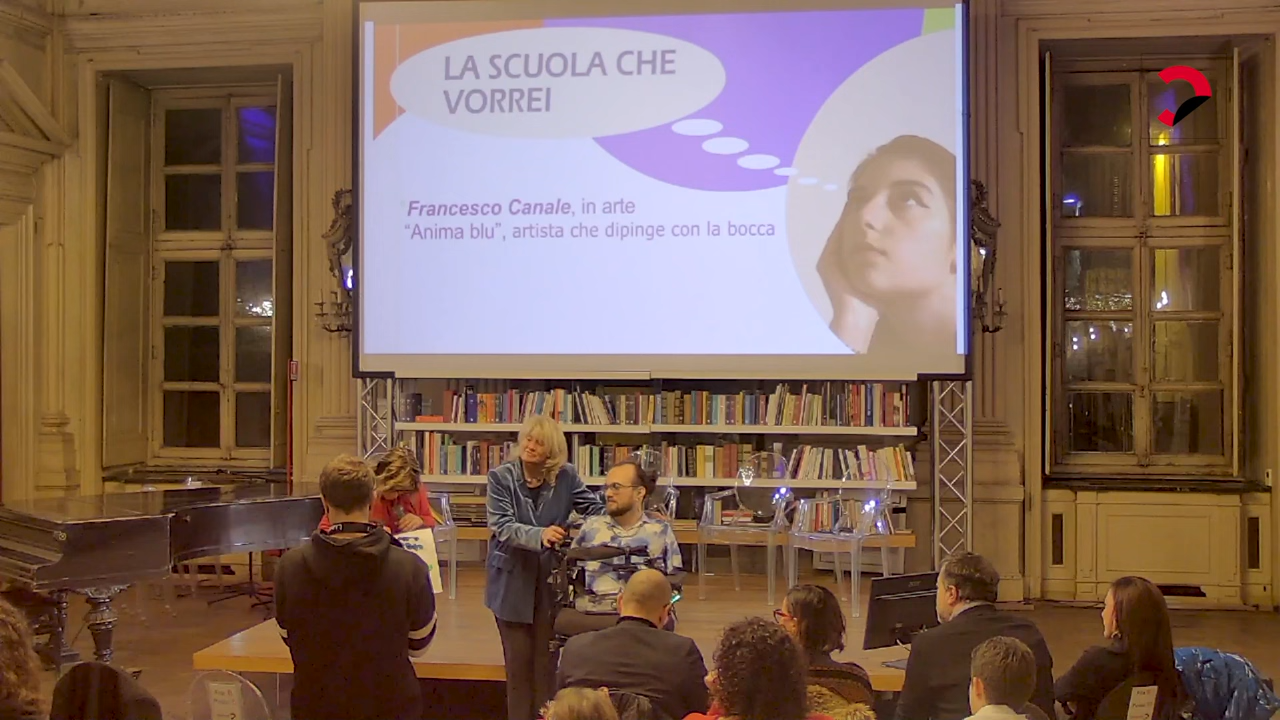 LA SCUOLA CHE
VORREI
Francesco Canale, in arte
“Anima blu”, artista che dipinge con la bocca